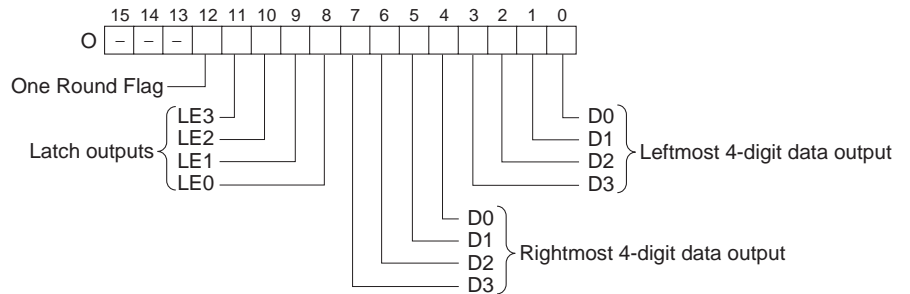 15 14 13 12 11 10 9 8 7 6 5 4 3 2 1 0
O – – –
One Round Flag
Latch outputs
LE3
LE2
LE1
LE0
D0
D1
D2
D3
Leftmost 4-digit data output
D0
D1
D2
D3
Rightmost 4-digit data output